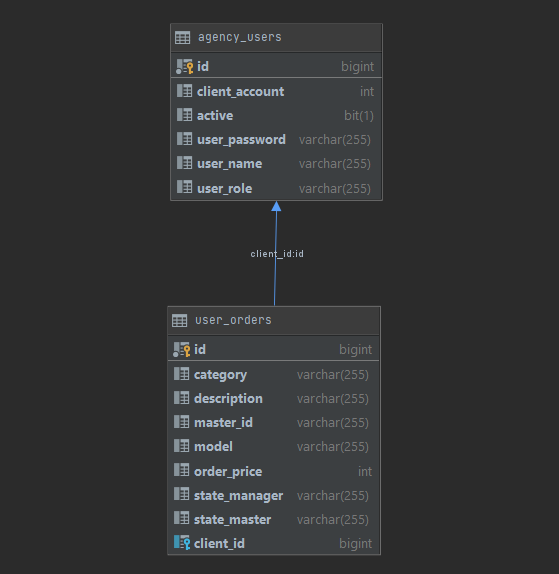 agency_users
id bigint
client_account int
active bit(1)
user_password varchar(255)
user_name varchar(255)
user_role varchar(255)
client_id:id
user_orders
id bigint
category varchar(255)
description varchar(255)
master_id varchar(255)
model varchar(255)
order_price int
state_manager varchar(255)
state_master varchar(255)
client_id bigint